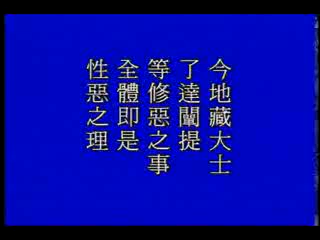 今地藏大士
了達闡提
等修惡之事
全體即是
性惡之理